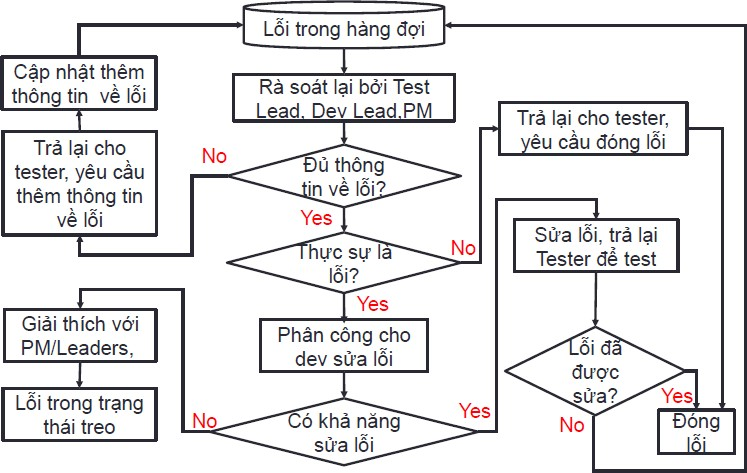 Lỗi trong hàng đợi
Cập nhật thêm
thông tin về lỗi
Rà soát lại bởi Test
Lead, Dev Lead,PM
Trả lại cho tester,
yêu cầu đóng lỗi
Trả lại cho
tester, yêu cầu
thêm thông tin
về lỗi
No
Đủ thông
tin về lỗi?
Yes
Thực sự là
lỗi?
No
Yes
Sửa lỗi, trả lại
Tester để test
Giải thích với
PM/Leaders,
Phân công cho
dev sửa lỗi
Lỗi đã
được
sửa?
Yes
No
Lỗi trong trạng
thái treo
No
Có khả năng
sửa lỗi
Yes
Đóng
lỗi